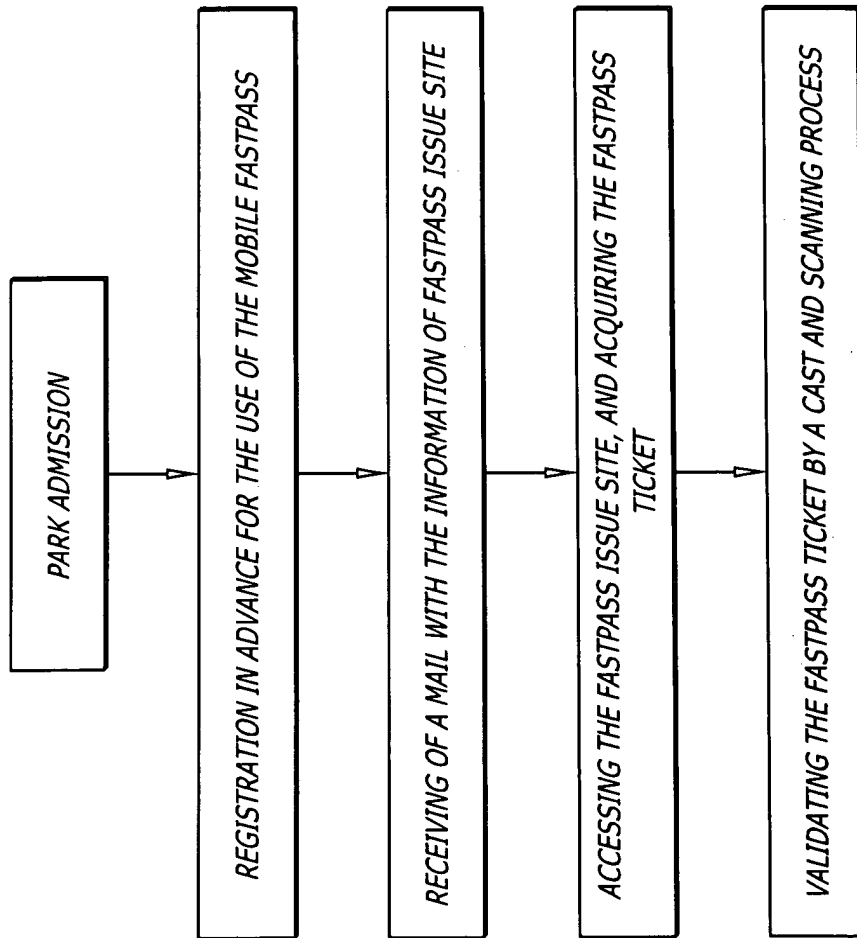 PARK ADMISSION
REGISTRATION IN ADVANCE FOR THE USE OF THE MOBILE FASTPASS
RECEIVING OF A MAIL WITH THE INFORMATION OF FASTPASS ISSUE SITE
ACCESSING THE FASTPASS ISSUE SITE, AND ACQUIRING THE FASTPASS
TICKET
VALIDATING THE FASTPASS TICKET BY A CAST AND SCANNING PROCESS